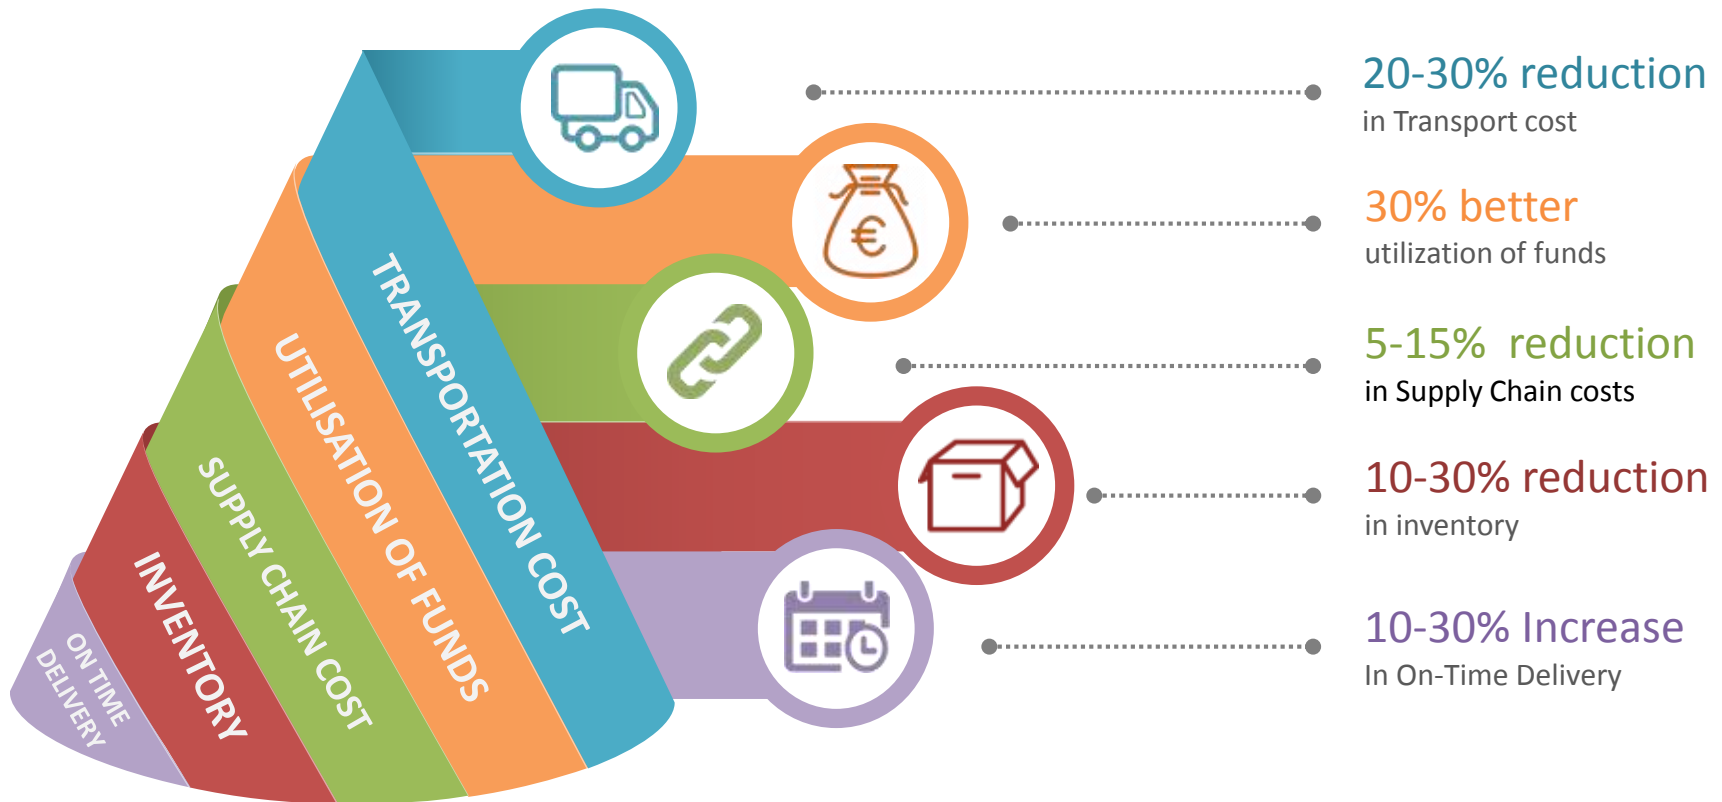 20-30% reduction
in Transport cost
30% better
utilization of funds
5-15%  reduction
in Supply Chain costs
10-30% reduction
in inventory
10-30% Increase
In On-Time Delivery
TRANSPORTATION COST
UTILISATION OF FUNDS
SUPPLY CHAIN COST
INVENTORY
ON TIME
DELIVERY
€